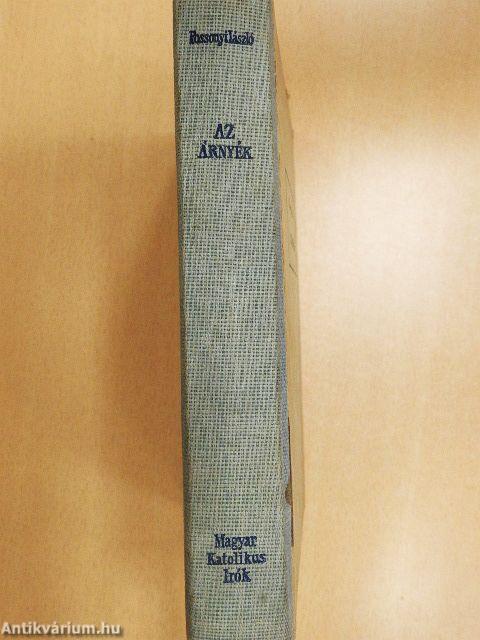 Possonyi László
AZ
ÁRNYÉK
Magyar
Katolikus
Írók
Antikvárium.hu